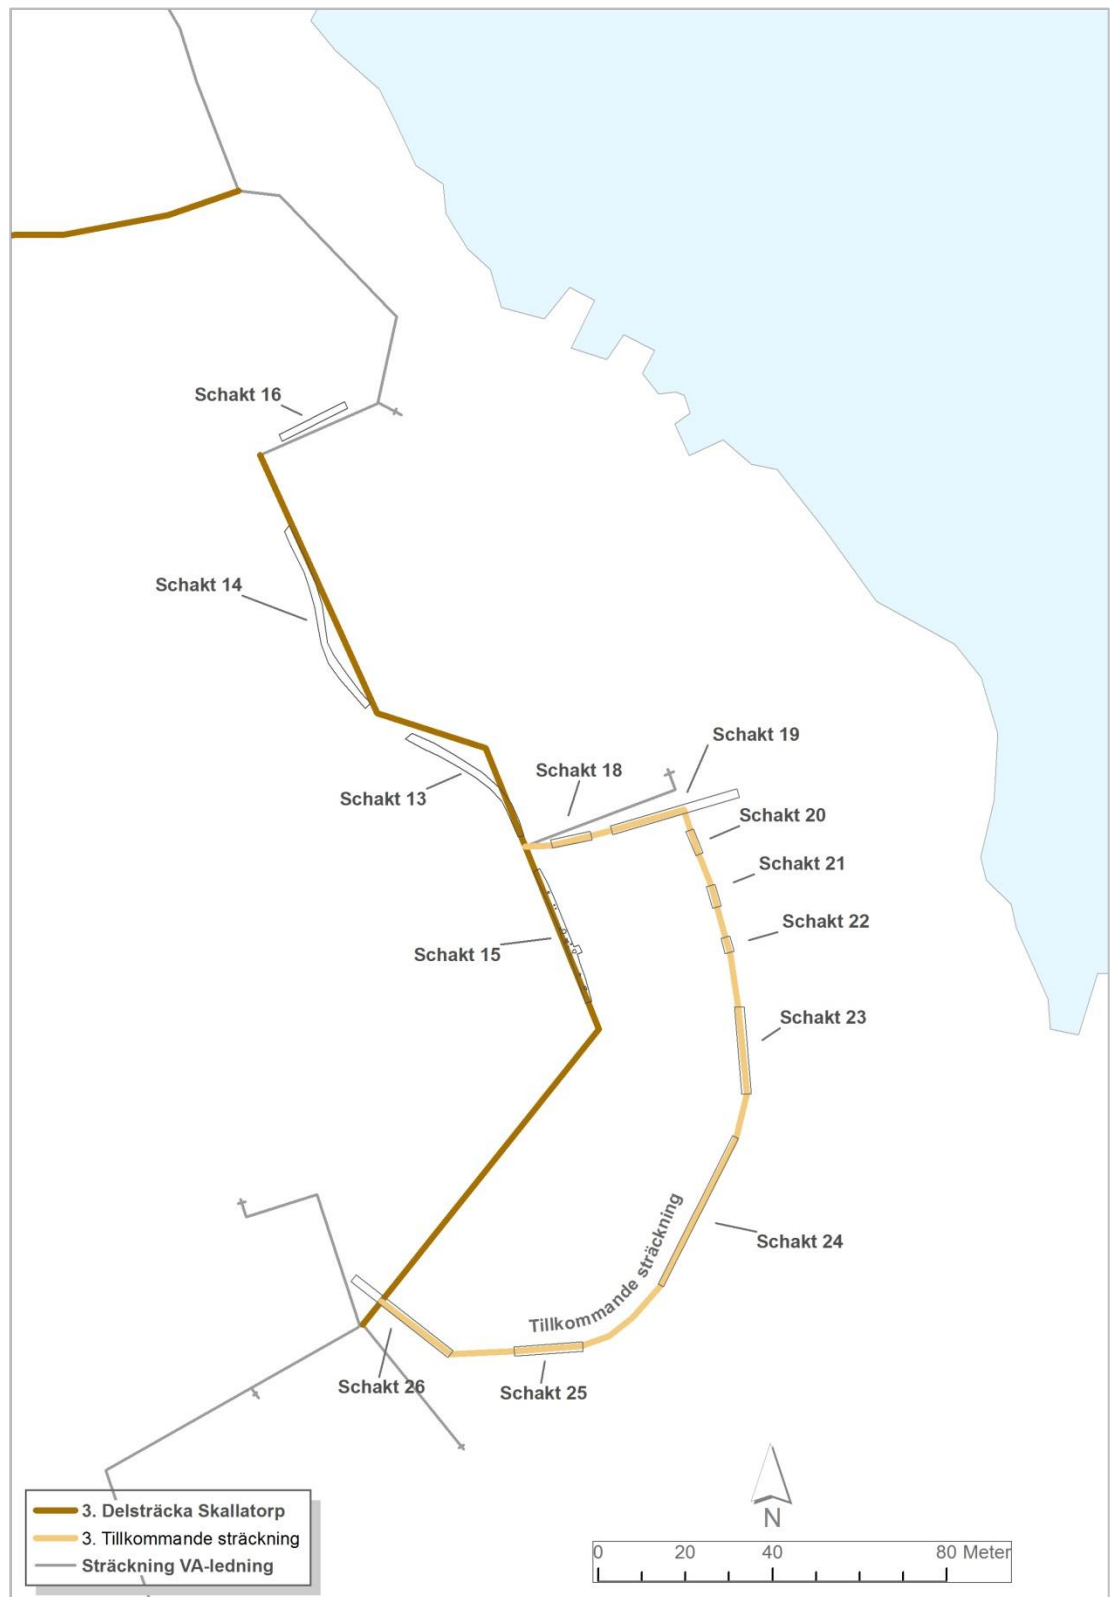 Schakt 16
Schakt 14
Schakt 19
Schakt 18
Schakt 13
Schakt 20
Schakt 21
Schakt 22
Schakt 15
Schakt 23
Tillkommande sträckning
Schakt 24
Schakt 26
Schakt 25
3. Delsträcka Skallatorp
3. Tillkommande sträckning
Sträckning VA-ledning
N
0 20 40 80 Meter